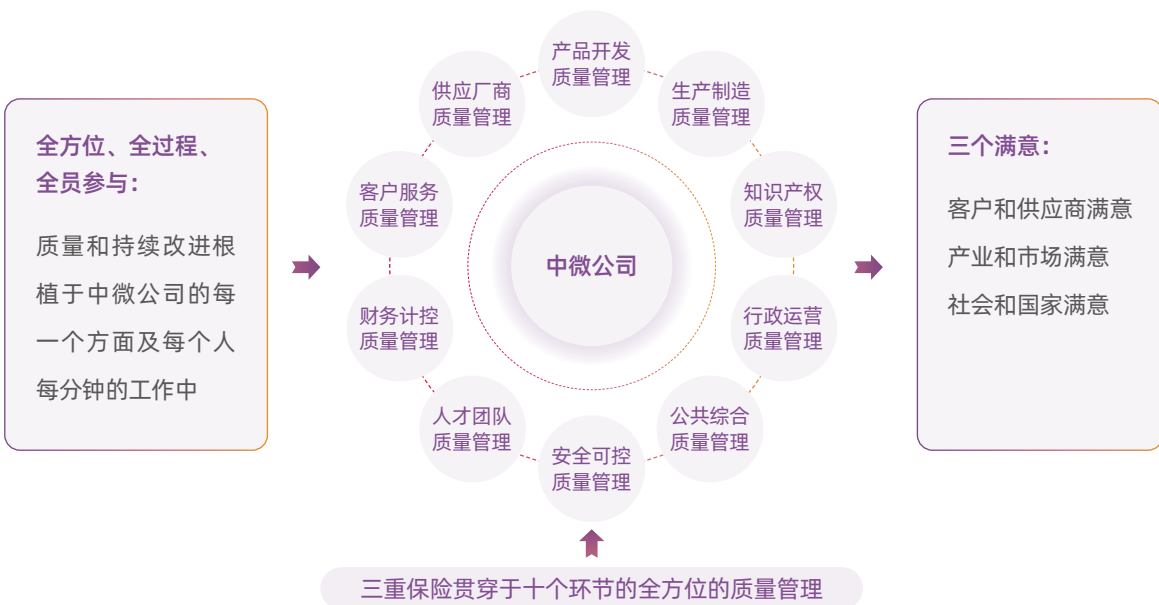 全方位、全过程、
全员参与：
质量和持续改进根
植于中微公司的每
一个方面及每个人
每分钟的工作中
产品开发
质量管理
生产制造
质量管理
知识产权
质量管理
行政运营
质量管理
公共综合
质量管理
安全可控
质量管理
人才团队
质量管理
财务计控
质量管理
客户服务
质量管理
供应厂商
质量管理
中微公司
三个满意：
客户和供应商满意
产业和市场满意
社会和国家满意
三重保险贯穿于十个环节的全方位的质量管理